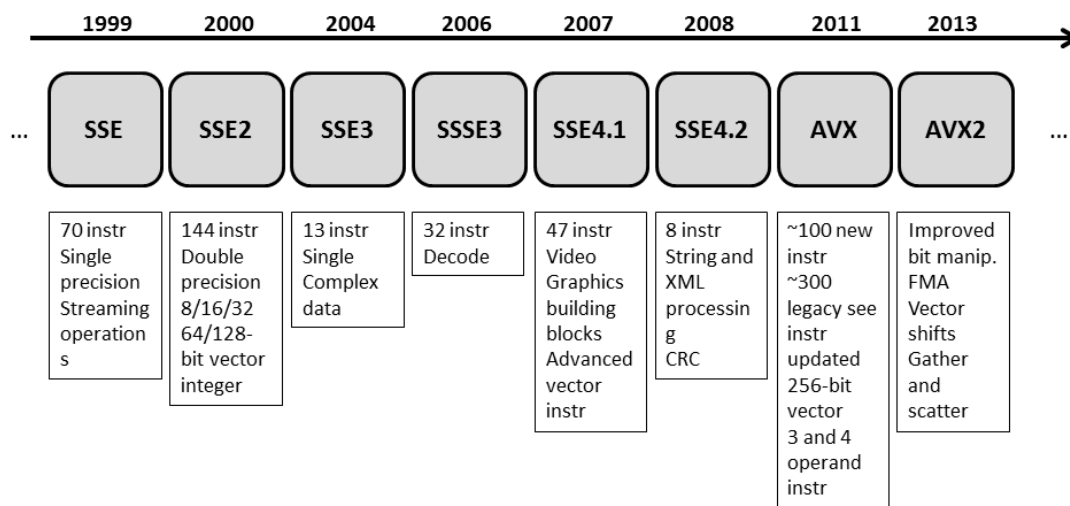 1999 2000 2004 2006 2007 2008 2011 2013
... SSE SSE2 SSE3 SSSE3 SSE4.1 SSE4.2 AVX AVX2 ...
70 instr
Single
precision
Streaming
operation
s
144 instr
Double
precision
8/16/32
64/128-
bit vector
integer
13 instr
Single
Complex
data
32 instr
Decode
47 instr
Video
Graphics
building
blocks
Advanced
vector
instr
8 instr
String and
XML
processin
g
CRC
~100 new
instr
~300
legacy see
instr
updated
256-bit
vector
3 and 4
operand
instr
Improved
bit manip.
FMA
Vector
shifts
Gather
and
scatter